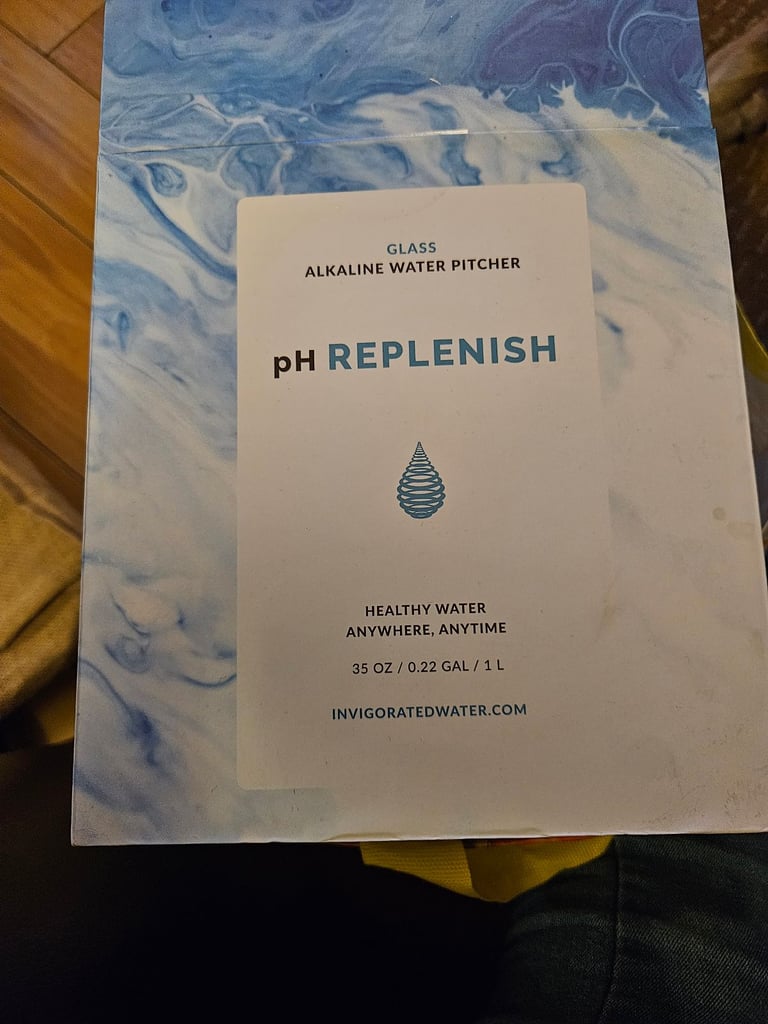 GLASS
ALKALINE WATER PITCHER
pH REPLENISH
HEALTHY WATER
ANYWHERE, ANYTIME
35 OZ / 0.22 GAL / 1 L
INVIGORATEDWATER.COM